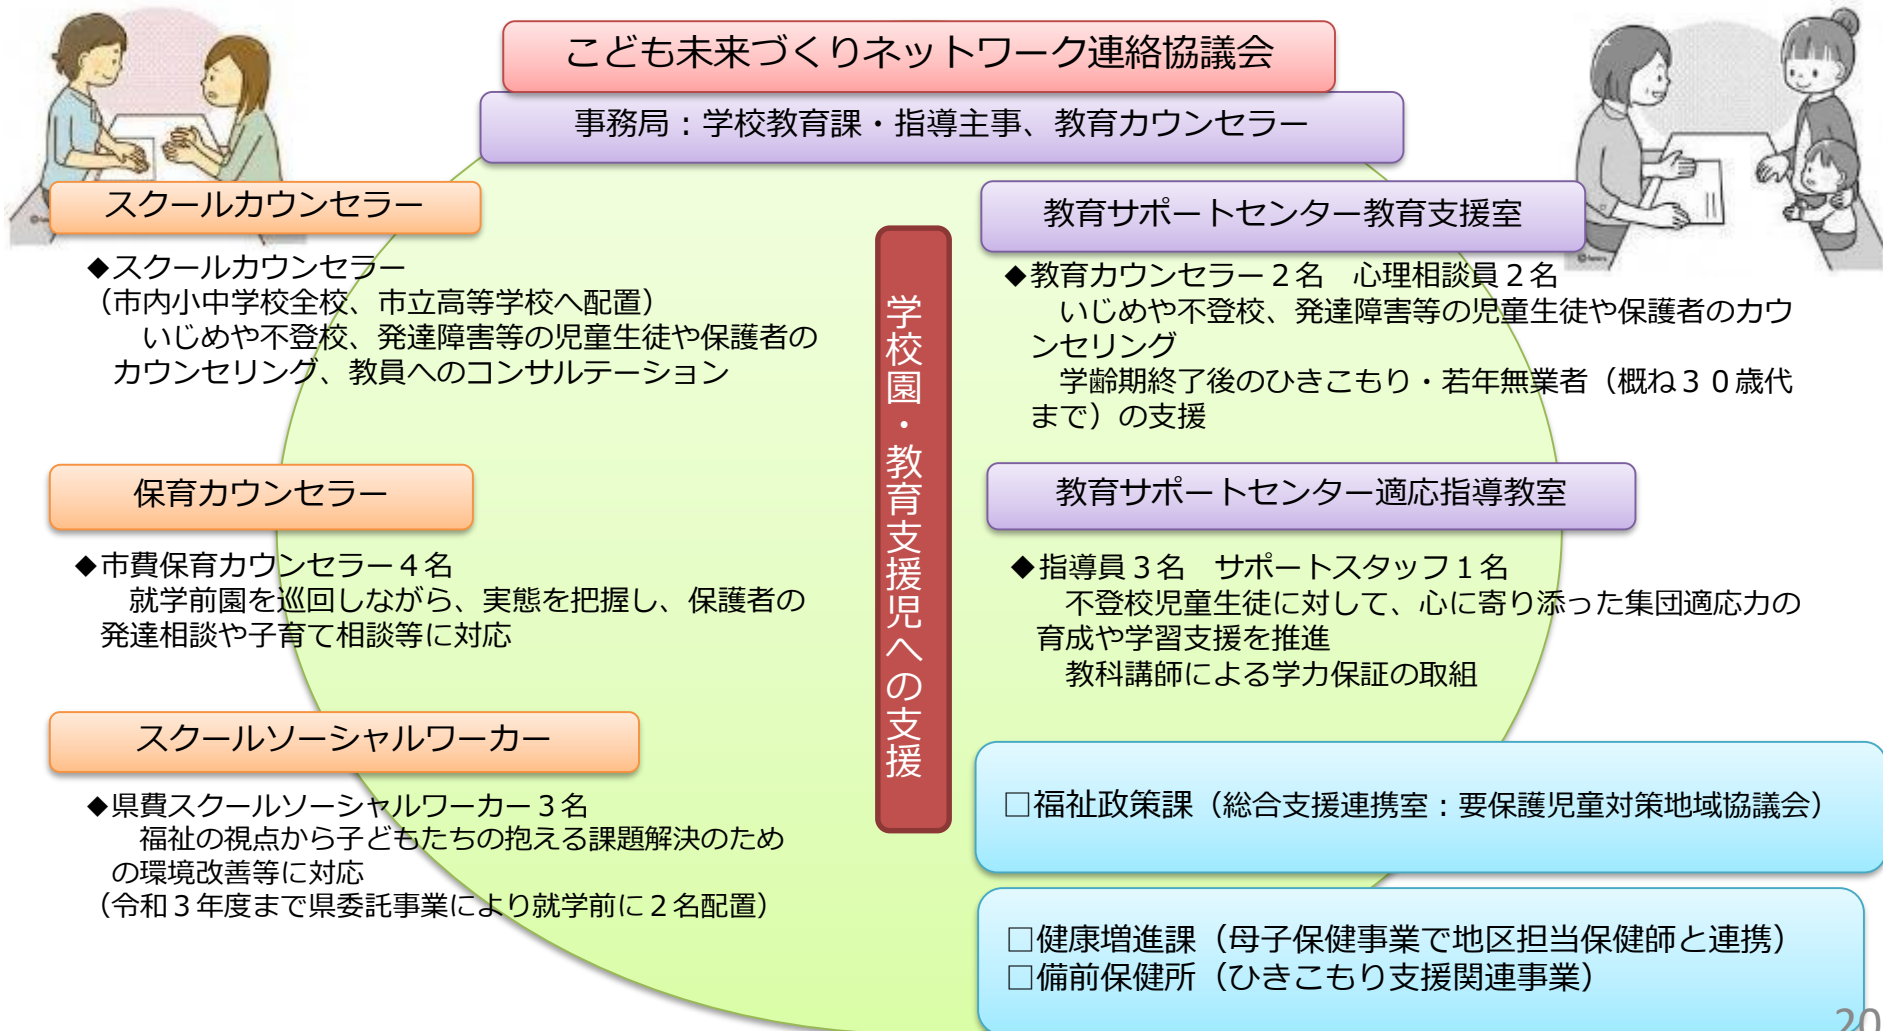 こども未来づくりネットワーク連絡協議会
事務局：学校教育課・指導主事、教育カウンセラー
スクールカウンセラー
◆スクールカウンセラー
（市内小中学校全校、市立高等学校へ配置）
いじめや不登校、発達障害等の児童生徒や保護者の
カウンセリング、教員へのコンサルテーション
保育カウンセラー
◆市費保育カウンセラー４名
就学前園を巡回しながら、実態を把握し、保護者の
発達相談や子育て相談等に対応
スクールソーシャルワーカー
◆県費スクールソーシャルワーカー３名
福祉の視点から子どもたちの抱える課題解決のため
の環境改善等に対応
（令和３年度まで県委託事業により就学前に２名配置）
学校園・教育支援児への支援
教育サポートセンター教育支援室
◆教育カウンセラー２名　心理相談員２名
いじめや不登校、発達障害等の児童生徒や保護者のカウ
ンセリング
学齢期終了後のひきこもり・若年無業者（概ね３０歳代
まで）の支援
教育サポートセンター適応指導教室
◆指導員３名　サポートスタッフ１名
不登校児童生徒に対して、心に寄り添った集団適応力の
育成や学習支援を推進
教科講師による学力保証の取組
□福祉政策課（総合支援連携室：要保護児童対策地域協議会）
□健康増進課（母子保健事業で地区担当保健師と連携）
□備前保健所（ひきこもり支援関連事業）
20